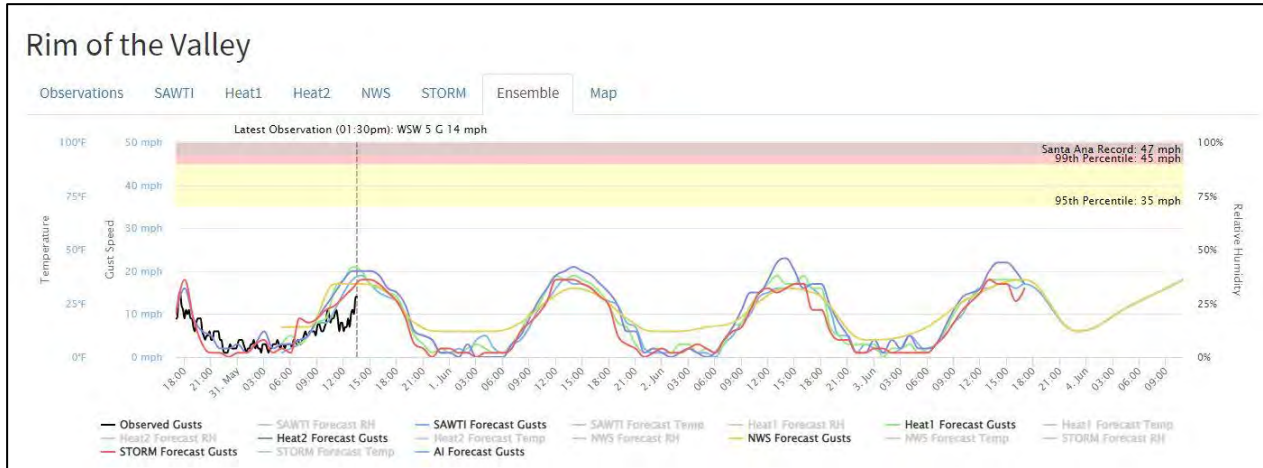 Rim of the Valley
Observations SAWTI Heat1 Heat2 NWS STORM Ensemble Map
Latest Observation (01:30pm): WSW 5 G 14 mph
100°F 50 mph 100%
Santa Ana Record: 47 mph
99th Percentile: 45 mph
40 mph
75°F 75%
95th Percentile: 35 mph
30 mph
Temperature
Gust Speed
Relative Humidity
50°F 50%
20 mph
25°F 25%
10 mph
0°F 0 mph 0%
18:00 21:00 31. May 03:00 06:00 09:00 12:00 15:00 18:00 21:00 1. Jun 03:00 06:00 09:00 12:00 15:00 18:00 21:00 2. Jun 03:00 06:00 09:00 12:00 15:00 18:00 21:00 3. Jun 03:00 06:00 09:00 12:00 15:00 18:00 21:00 4. Jun 03:00 06:00 09:00
Observed Gusts SAWTI Forecast RH SAWTI Forecast Gusts SAWTI Forecast Temp Heat1 Forecast RH Heat1 Forecast Gusts Heat1 Forecast Temp
Heat2 Forecast RH Heat2 Forecast Gusts Heat2 Forecast Temp NWS Forecast RH NWS Forecast Gusts NWS Forecast Temp STORM Forecast RH
STORM Forecast Gusts STORM Forecast Temp AI Forecast Gusts